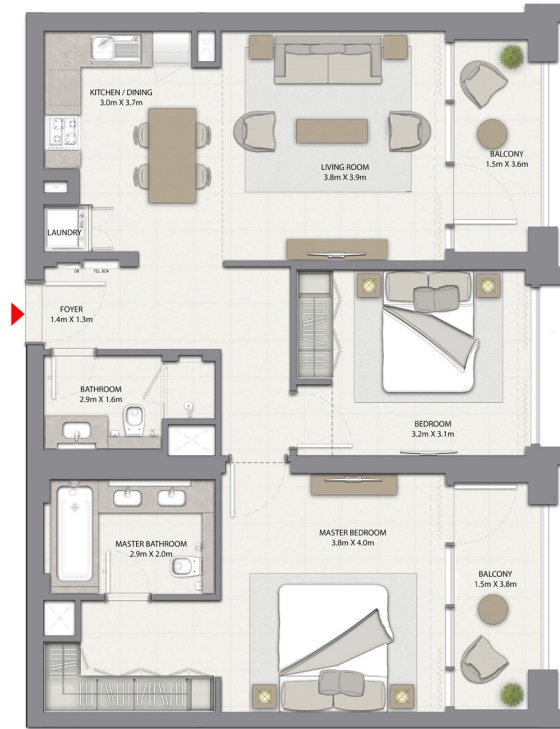 KITCHEN / DINING
3.0m X 3.7m
LIVING ROOM
3.8m X 3.9m
BALCONY
1.5m X 3.6m
LAUNDRY
DB
TEL BOX
FOYER
1.4m X 1.3m
BATHROOM
2.9m X 1.6m
BEDROOM
3.2m X 3.1m
MASTER BATHROOM
2.9m X 2.0m
MASTER BEDROOM
3.8m X 4.0m
BALCONY
1.5m X 3.8m